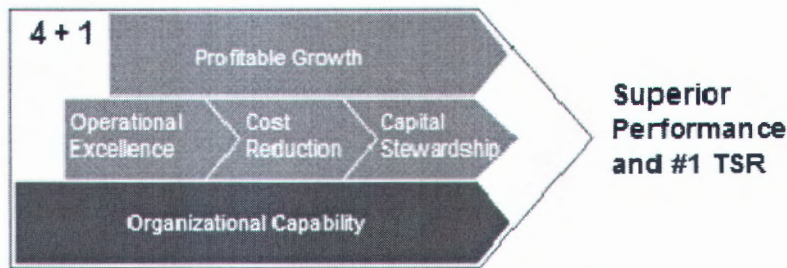 4 + 1
Profitable Growth
Operational
Excellence
Cost
Reduction
Capital
Stewardship
Organizational Capability
Superior
Performance
and #1 TSR